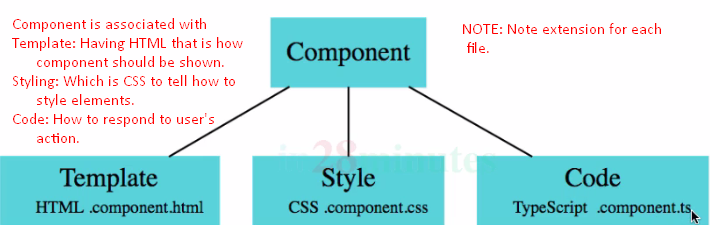 Component is associated with
Template: Having HTML that is how
component should be shown.
Styling: Which is CSS to tell how to
style elements.
Code: How to respond to user's
action.
NOTE: Note extension for each
file.
Component
in28minutes
Template
HTML .component.html
Style
CSS .component.css
Code
TypeScript .component.ts